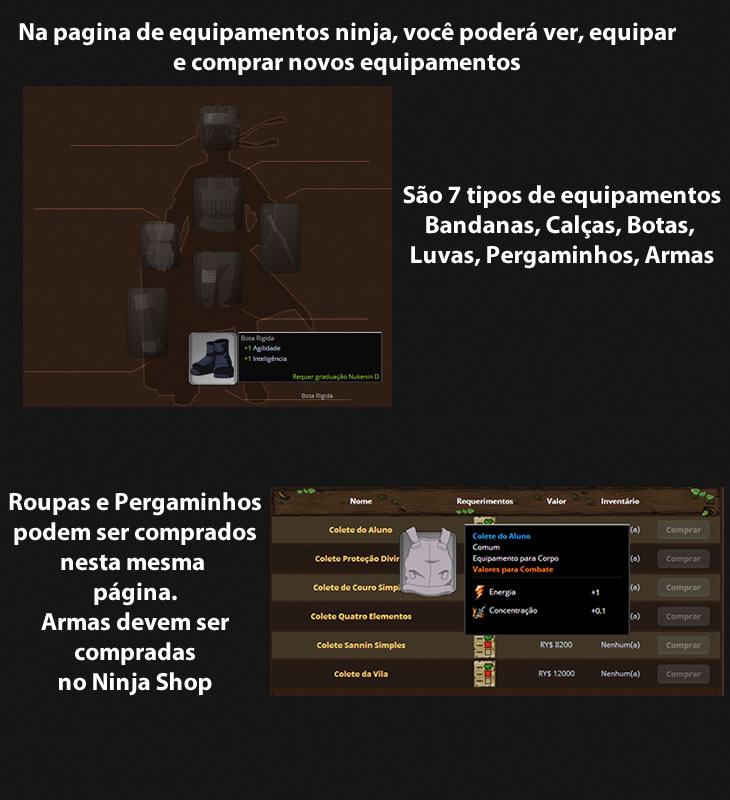 Na pagina de equipamentos ninja, você poderá ver, equipar
e comprar novos equipamentos
São 7 tipos de equipamentos
Bandanas, Calças, Botas,
Luvas, Pergaminhos, Armas
Bota Rigida
+1 Agilidade
+1 Inteligência
Requer graduação Nukenin D
Bota Rigida
Roupas e Pergaminhos
podem ser comprados
nesta mesma
página.
Armas devem ser
compradas
no Ninja Shop
Nome Requerimentos Valor Inventário
Colete do Aluno (a) Comprar
Colete Proteção Divin (a) Comprar
Colete de Couro Simpl (a) Comprar
Colete Quatro Elementos (a) Comprar
Colete Sannin Simples RY$ 8200 Nenhum(a) Comprar
Colete da Vila RY$ 12000 Nenhum(a) Comprar
Colete do Aluno
Comum
Equipamento para Corpo
Valores para Combate
Energia +1
Concentração +0.1